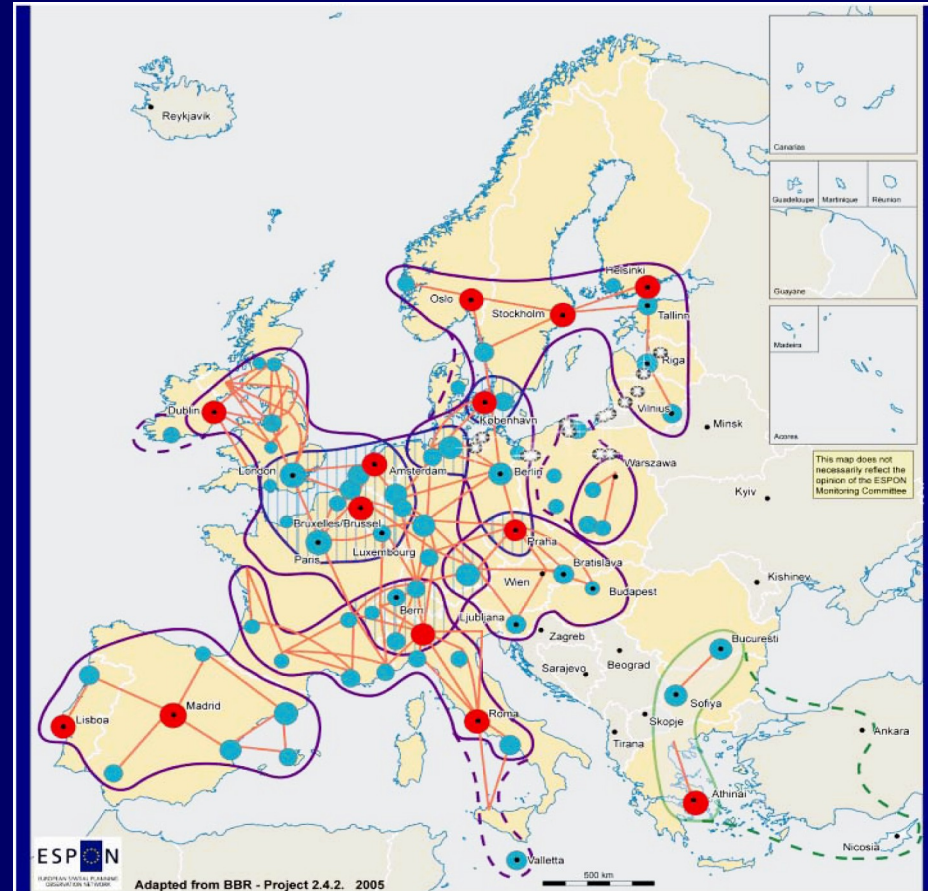 Reykjavik
Canarias
Guadeloupe
Martinique
Réunion
Guyane
Madeira
Acores
This map does not
necessarily reflect the
opinion of the ESPON
Monitoring Committee
Helsinki
Oslo
Stockholm
Tallinn
Riga
Dublin
København
Vilnius
Minsk
London
Amsterdam
Berlin
Warszawa
Kyiv
Bruxelles/Brussel
Praha
Luxembourg
Paris
Bratislava
Wien
Kishinev
Budapest
Bern
Ljubljana
Zagreb
Bucuresti
Beograd
Sarajevo
Sofiya
Madrid
Roma
Skopje
Lisboa
Ankara
Tirana
Athinai
Nicosia
Valletta
ESPON
EUROPEAN SPATIAL PLANNING
OBSERVATION NETWORK
Adapted from BBR - Project 2.4.2. 2005
500 km